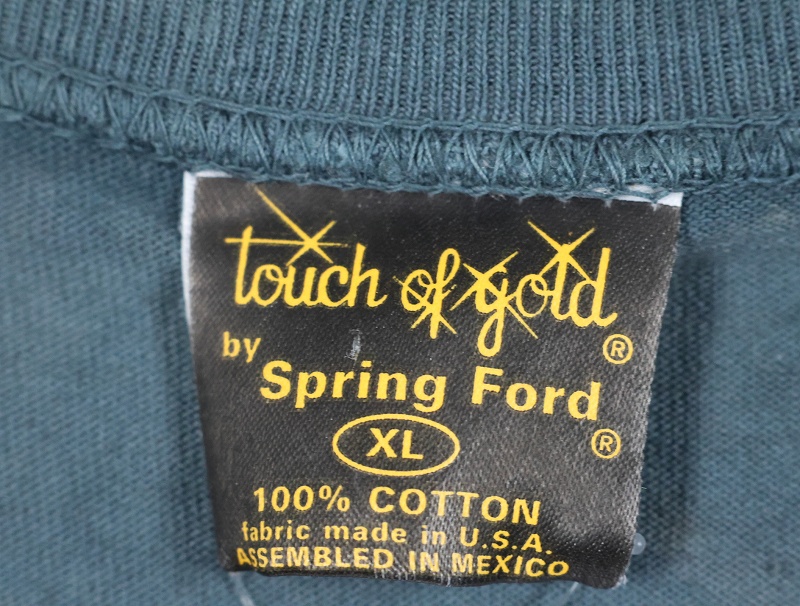 touch of gold®
by
Spring Ford®
XL
100% COTTON
fabric made in U.S.A.
ASSEMBLED IN MEXICO